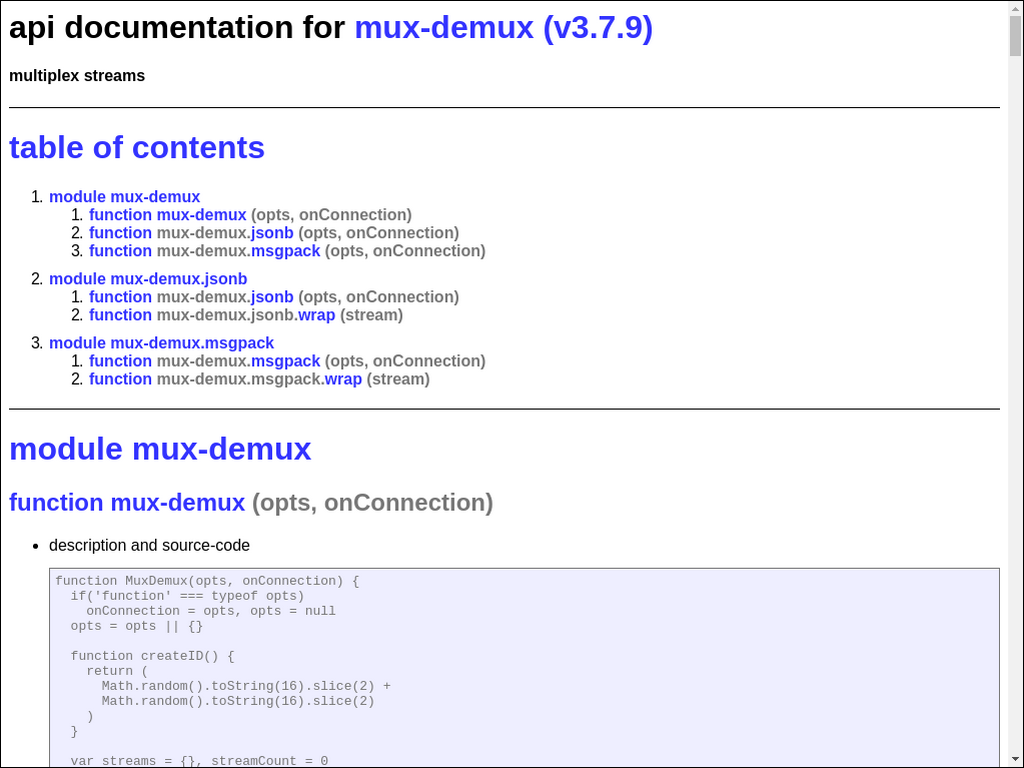 api documentation for mux-demux (v3.7.9)
multiplex streams
table of contents
1. module mux-demux
1. function mux-demux (opts, onConnection)
2. function mux-demux.jsonb (opts, onConnection)
3. function mux-demux.msgpack (opts, onConnection)
2. module mux-demux.jsonb
1. function mux-demux.jsonb (opts, onConnection)
2. function mux-demux.jsonb.wrap (stream)
3. module mux-demux.msgpack
1. function mux-demux.msgpack (opts, onConnection)
2. function mux-demux.msgpack.wrap (stream)
module mux-demux
function mux-demux (opts, onConnection)
• description and source-code
function MuxDemux(opts, onConnection) {
  if('function' === typeof opts)
    onConnection = opts, opts = null
  opts = opts || {}
  function createID() {
    return (
      Math.random().toString(16).slice(2) +
      Math.random().toString(16).slice(2)
    )
  }
  var streams = {}, streamCount = 0